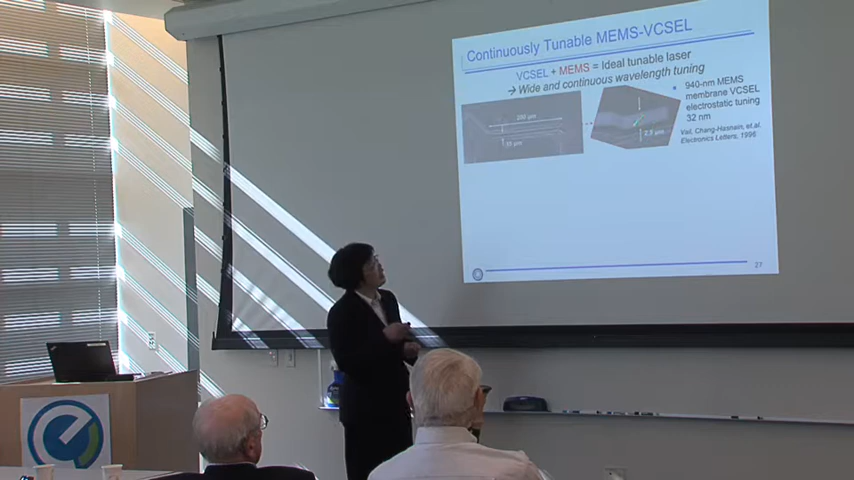 Continuously Tunable MEMS-VCSEL
VCSEL + MEMS = Ideal tunable laser
Wide and continuous wavelength tuning
940-nm MEMS
membrane VCSEL
electrostatic tuning
32 nm
Vail, Chang-Hasnain, et.al.
Electronics Letters, 1996
27